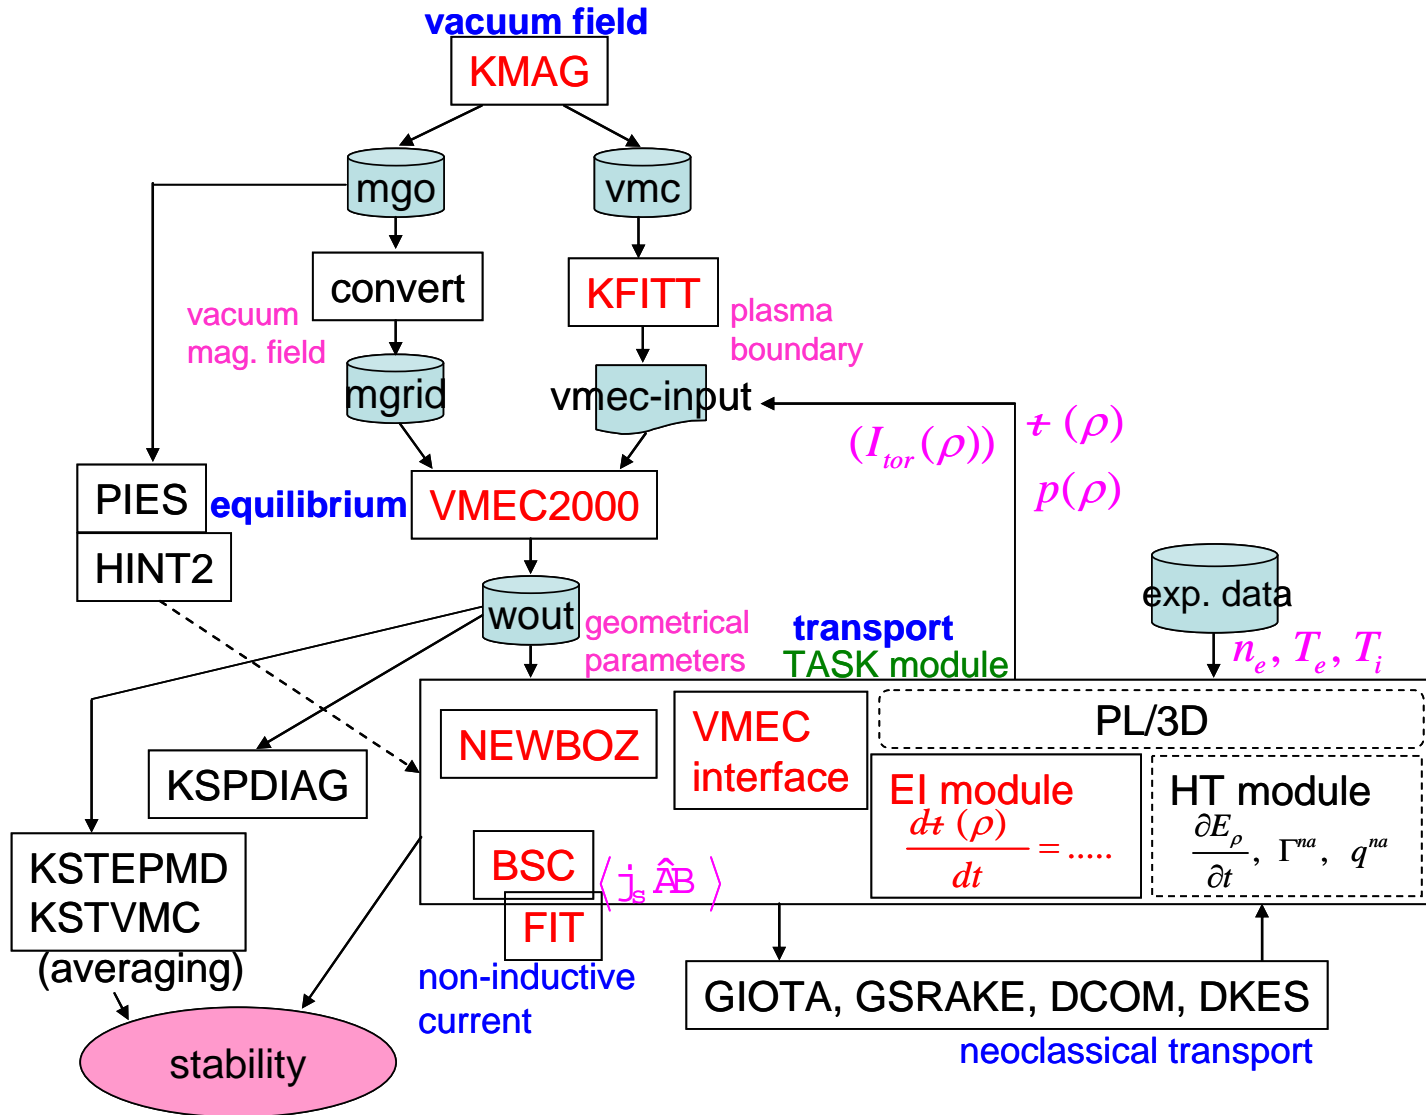 vacuum field
KMAG
mgo
vmc
convert
KFITT
vacuum
mag. field
plasma
boundary
mgrid
vmec-input
(I_tor(ρ))
ɨ(ρ)
p(ρ)
PIES
equilibrium
VMEC2000
HINT2
exp. data
wout
geometrical
parameters
transport
TASK module
n_e, T_e, T_i
NEWBOZ
VMEC
interface
PL/3D
KSPDIAG
EI module
dɨ(ρ)/dt = .....
HT module
∂E_ρ/∂t, Γ^na, q^na
KSTEPMD
KSTVMC
(averaging)
BSC
⟨j_s ÂB⟩
FIT
non-inductive
current
GIOTA, GSRAKE, DCOM, DKES
neoclassical transport
stability